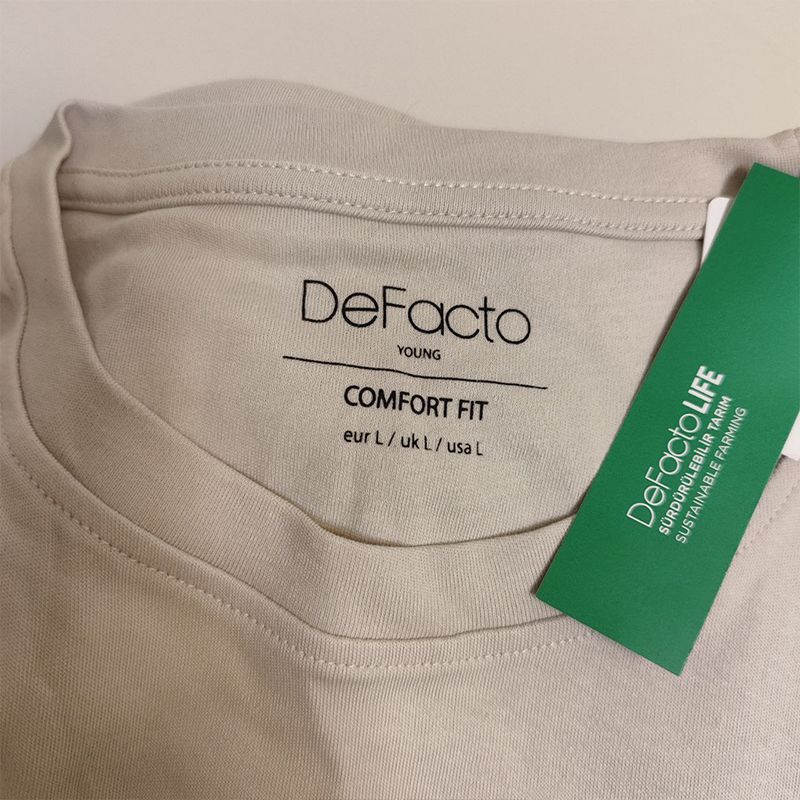 DeFacto
YOUNG
COMFORT FIT
eur L / uk L / usa L
DeFacto LIFE
SÜRDÜRÜLEBİLİR TARIM
SUSTAINABLE FARMING